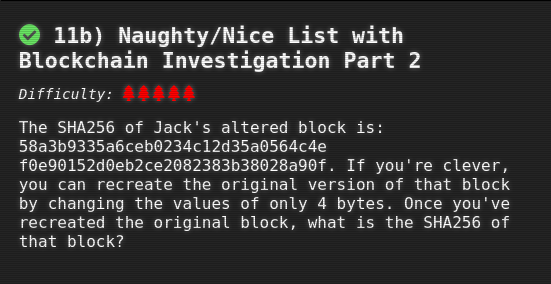 11b) Naughty/Nice List with
Blockchain Investigation Part 2
Difficulty:
The SHA256 of Jack's altered block is:
58a3b9335a6ceb0234c12d35a0564c4e
f0e90152d0eb2ce2082383b38028a90f. If you're clever,
you can recreate the original version of that block
by changing the values of only 4 bytes. Once you've
recreated the original block, what is the SHA256 of
that block?